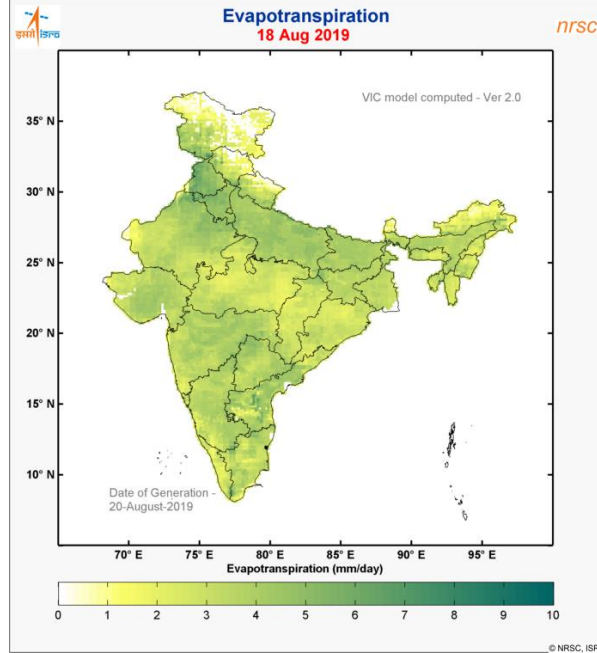 Evapotranspiration
18 Aug 2019
इसरो isro
nrsc
VIC model computed - Ver 2.0
35° N
30° N
25° N
20° N
15° N
10° N
Date of Generation -
20-August-2019
70° E 75° E 80° E 85° E 90° E 95° E
Evapotranspiration (mm/day)
0 1 2 3 4 5 6 7 8 9 10
© NRSC, ISR